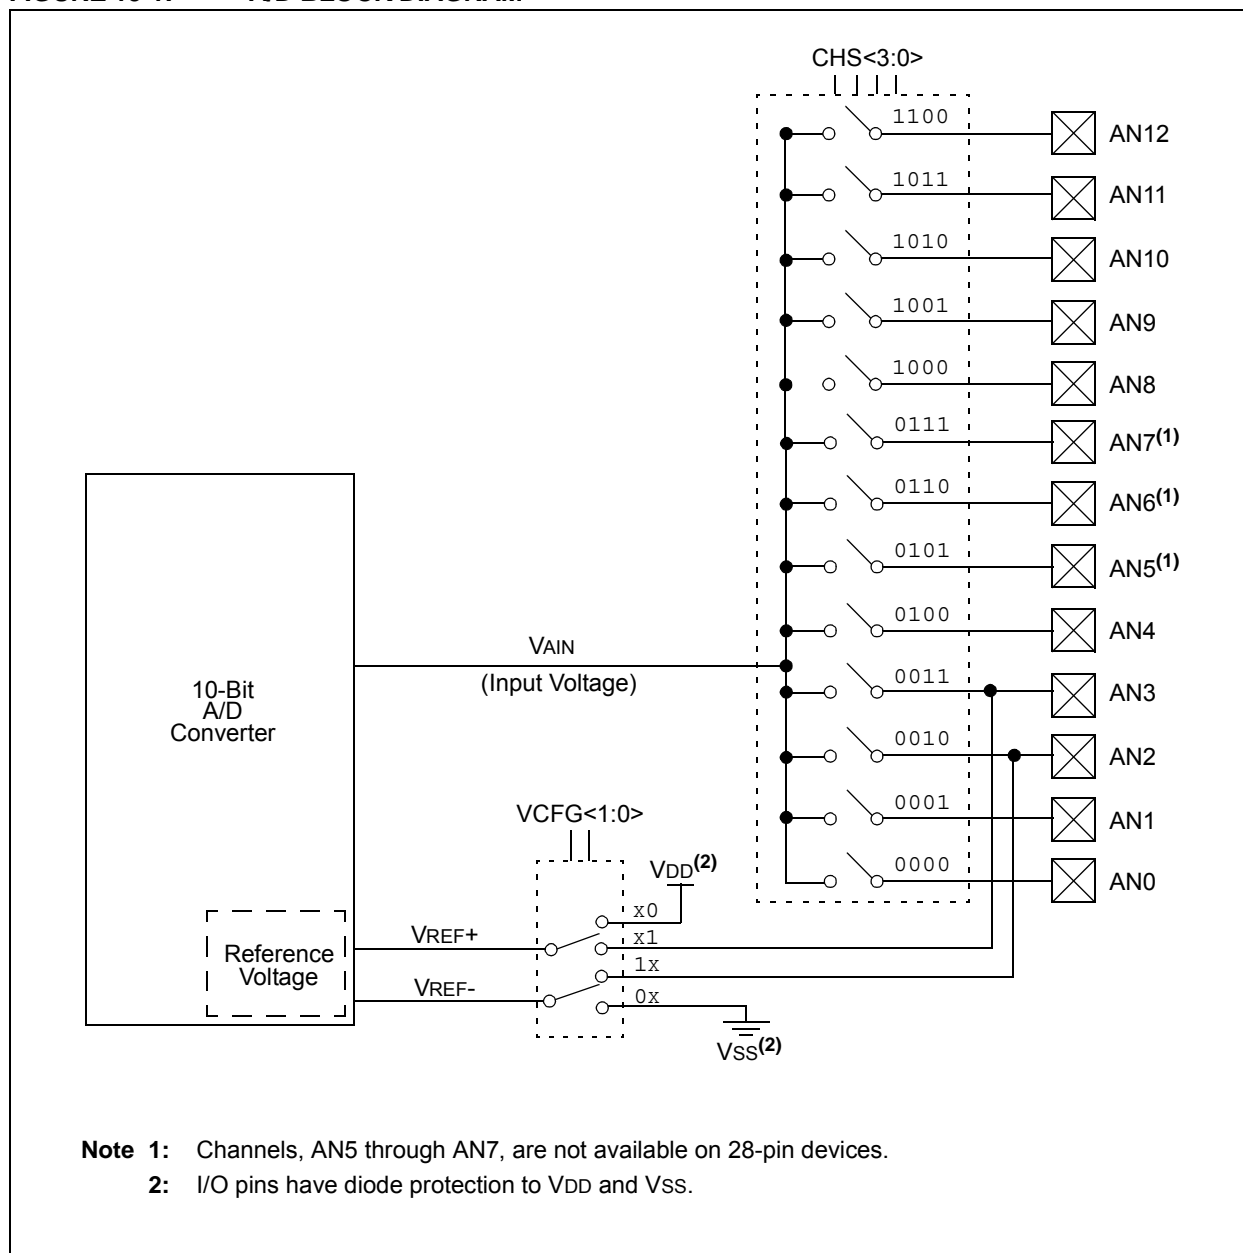 CHS<3:0>
1100 AN12
1011 AN11
1010 AN10
1001 AN9
1000 AN8
0111 AN7(1)
0110 AN6(1)
0101 AN5(1)
0100 AN4
VAIN
(Input Voltage)
0011 AN3
10-Bit
A/D
Converter
0010 AN2
0001 AN1
VCFG<1:0>
0000 AN0
VDD(2)
x0
VREF+
x1
Reference
Voltage
1x
VREF-
0x
VSS(2)
Note 1: Channels, AN5 through AN7, are not available on 28-pin devices.
2: I/O pins have diode protection to VDD and VSS.